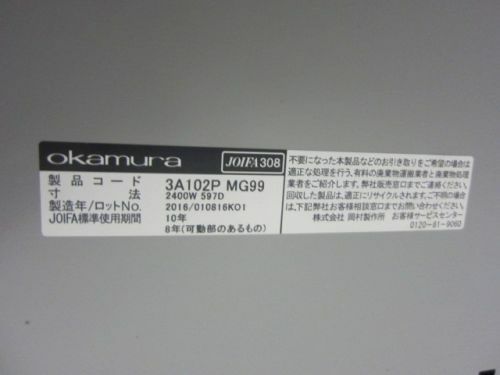 okamura
JOIFA308
製品コード 3A102P MG99
寸法 2400W 597D
製造年/ロットNo. 2016/010816K01
JOIFA標準使用期間 10年
8年(可動部のあるもの)
不要になった本製品などのお引き取りをご希望の場合は
適正な処理を行う、有料の廃棄物運搬業者と廃棄物処理
業者をご紹介します。弊社販売窓口までご連絡ください。
回収した製品は、適正にリサイクルされます。ご不明の場合
は、下記弊社お客様相談窓口までお問い合わせください。
株式会社 岡村製作所 お客様サービスセンター
0120-81-9060